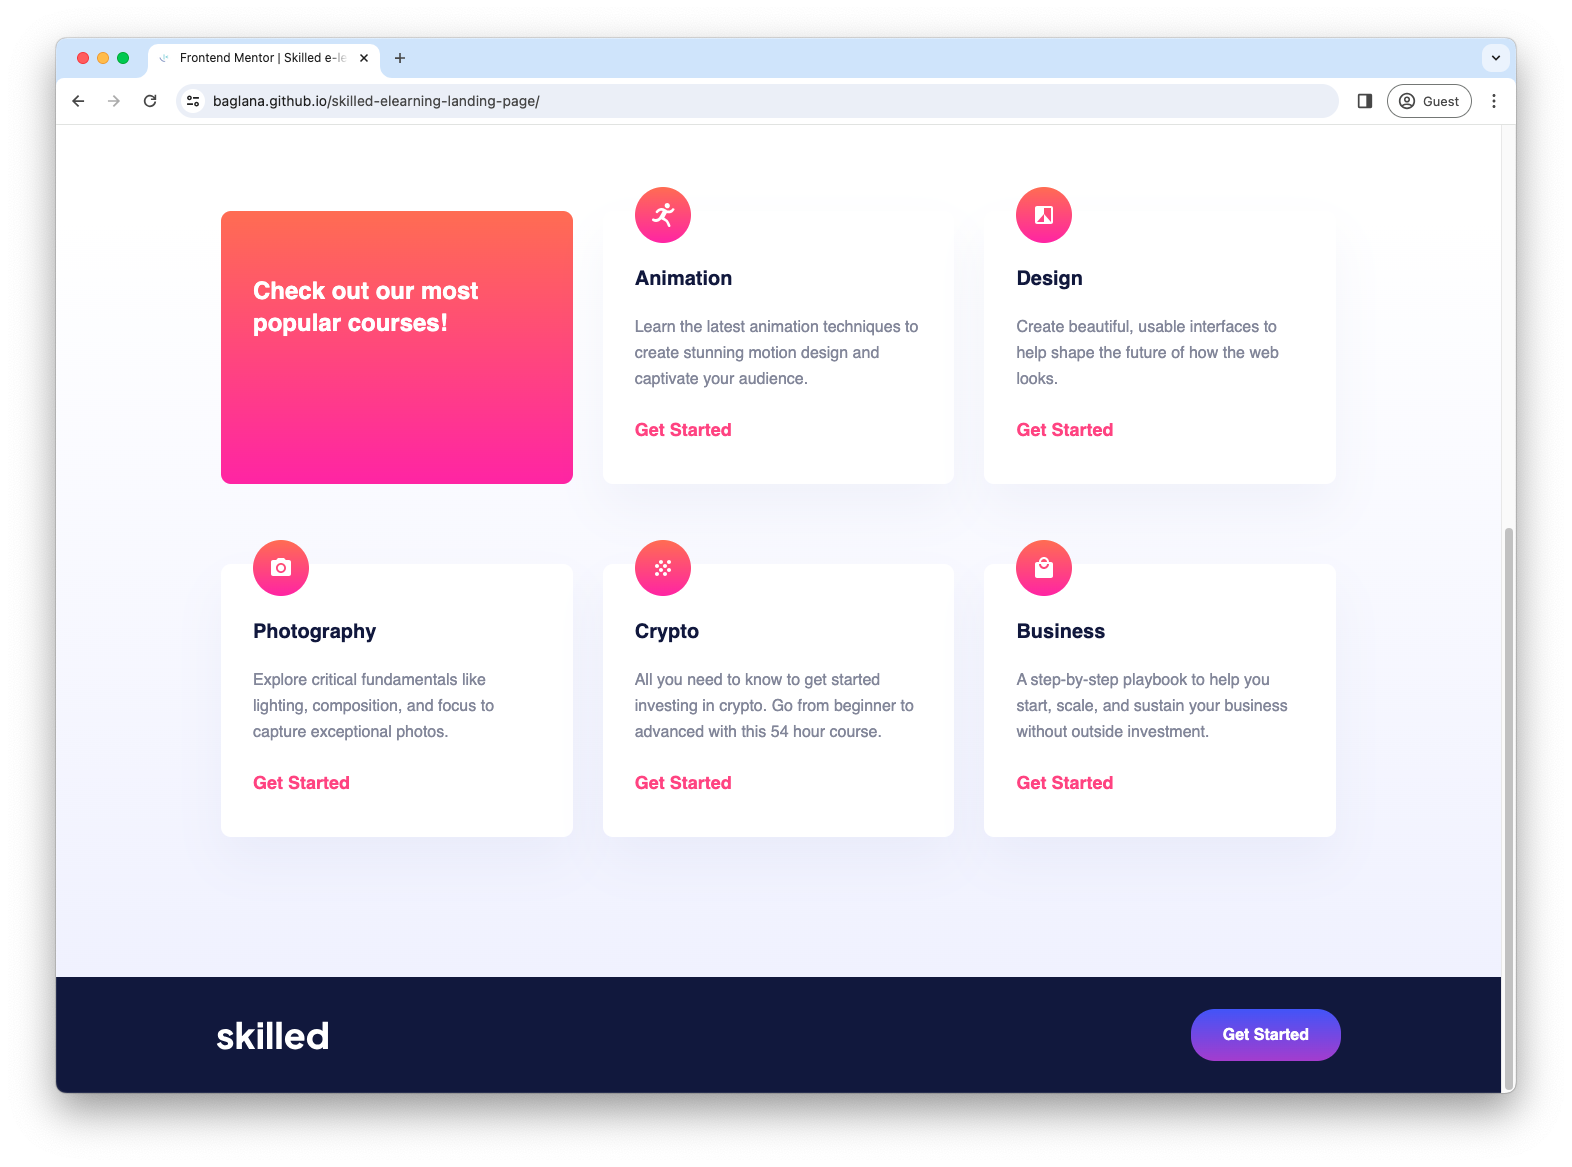 Frontend Mentor | Skilled e-le
baglana.github.io/skilled-elearning-landing-page/
Guest
Check out our most
popular courses!
Animation
Learn the latest animation techniques to
create stunning motion design and
captivate your audience.
Get Started
Design
Create beautiful, usable interfaces to
help shape the future of how the web
looks.
Get Started
Photography
Explore critical fundamentals like
lighting, composition, and focus to
capture exceptional photos.
Get Started
Crypto
All you need to know to get started
investing in crypto. Go from beginner to
advanced with this 54 hour course.
Get Started
Business
A step-by-step playbook to help you
start, scale, and sustain your business
without outside investment.
Get Started
skilled
Get Started